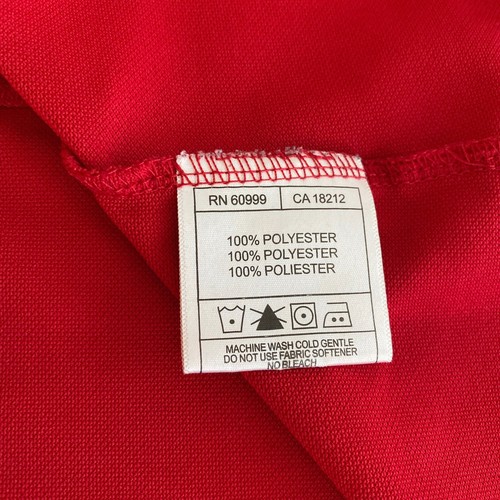 RN 60999 CA 18212
100% POLYESTER
100% POLYESTER
100% POLIESTER
MACHINE WASH COLD GENTLE
DO NOT USE FABRIC SOFTENER
NO BLEACH